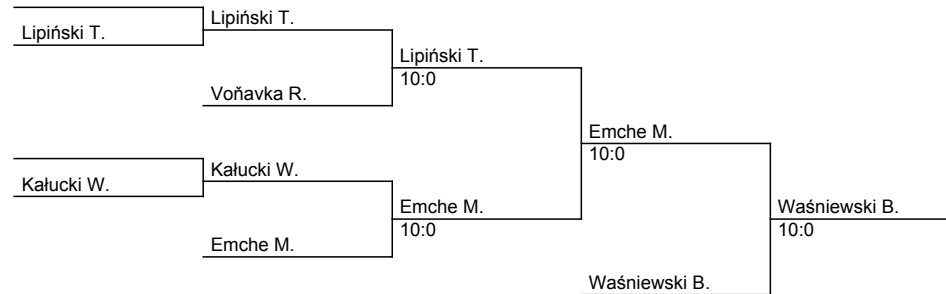 Lipiński T.
Lipiński T.
Lipiński T.
10:0
Voňavka R.
Emche M.
10:0
Kałucki W.
Kałucki W.
Emche M.
10:0
Emche M.
Waśniewski B.
10:0
Waśniewski B.